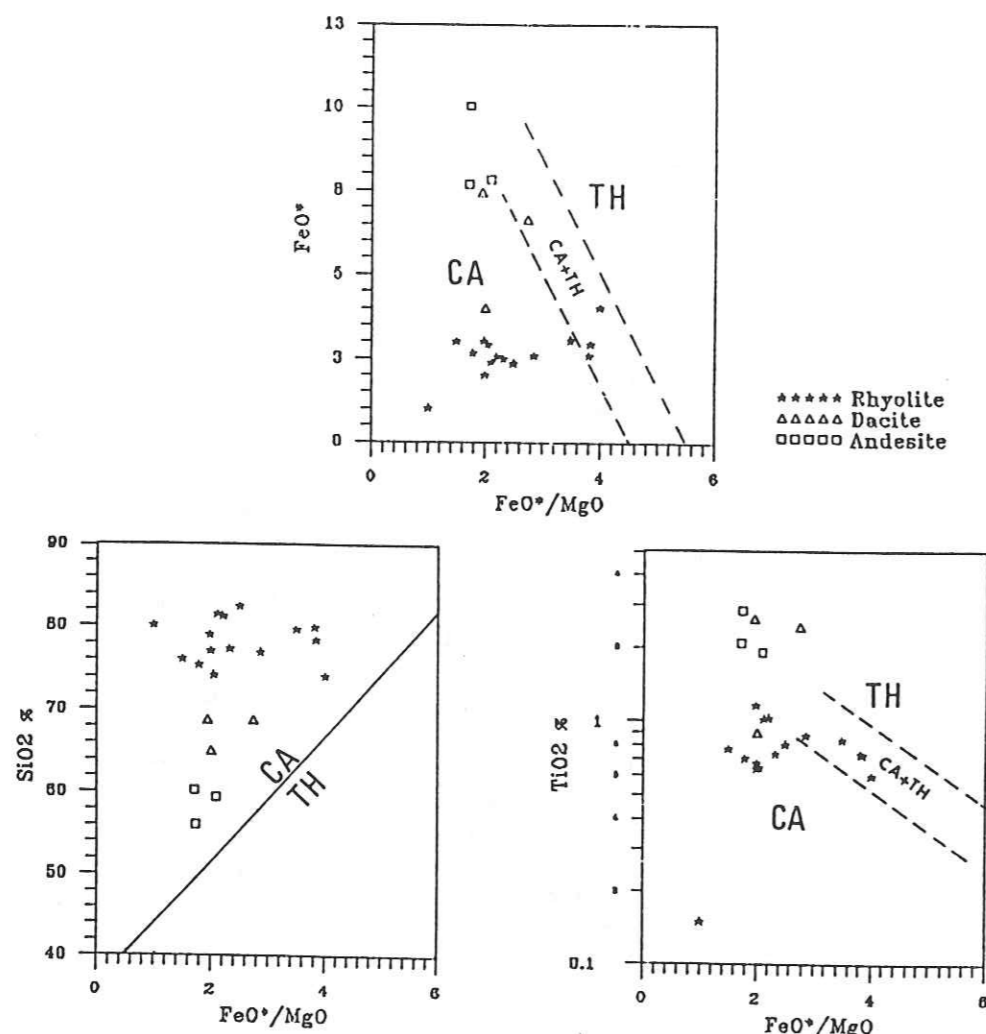 13
10
8
5
3
0
FeO*
TH
CA+TH
CA
0 2 4 6
FeO*/MgO
☆☆☆☆☆ Rhyolite
△△△△△ Dacite
□□□□□ Andesite
90
80
70
60
50
40
SiO2 %
CA
TH
0 2 4 6
FeO*/MgO
1
0.1
TiO2 %
TH
CA+TH
CA
0 2 4 6
FeO*/MgO